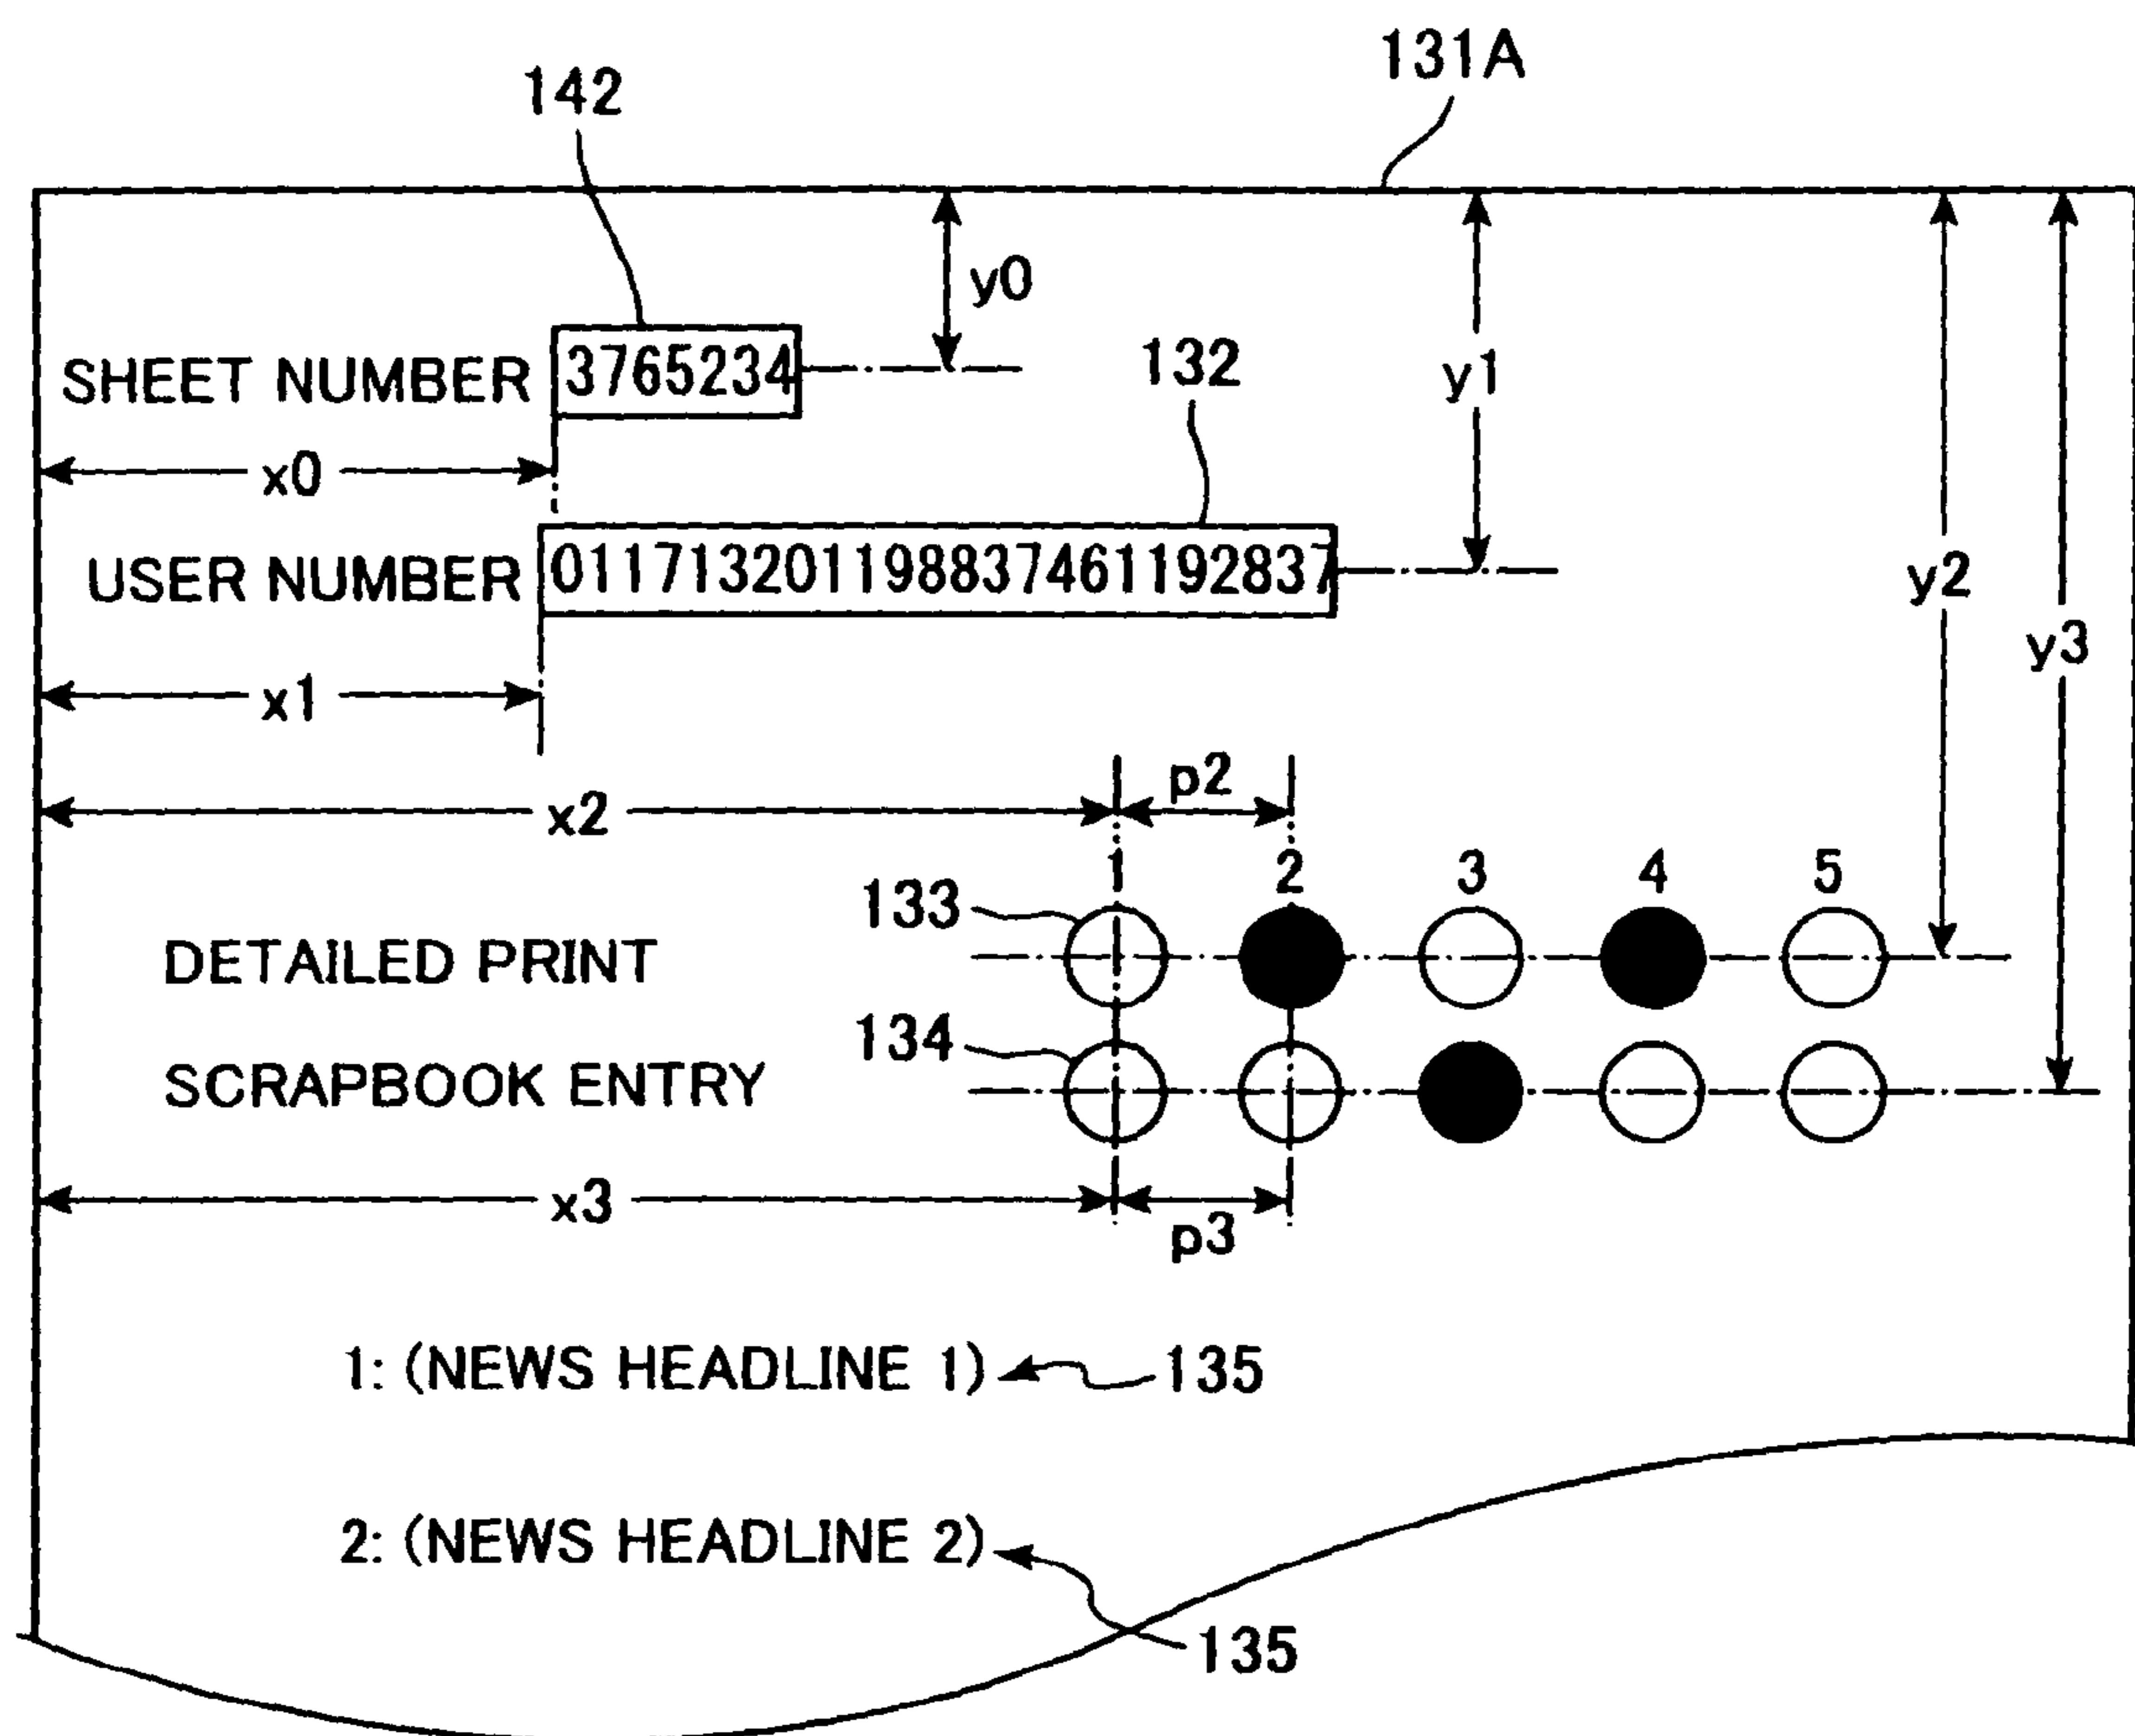 131A
142
y0
SHEET NUMBER 3765234
132
y1
x0
USER NUMBER 011713201198837461192837
y2
y3
x1
p2
x2
1 2 3 4 5
133
DETAILED PRINT
134
SCRAPBOOK ENTRY
x3
p3
1: (NEWS HEADLINE 1) 135
2: (NEWS HEADLINE 2)
135